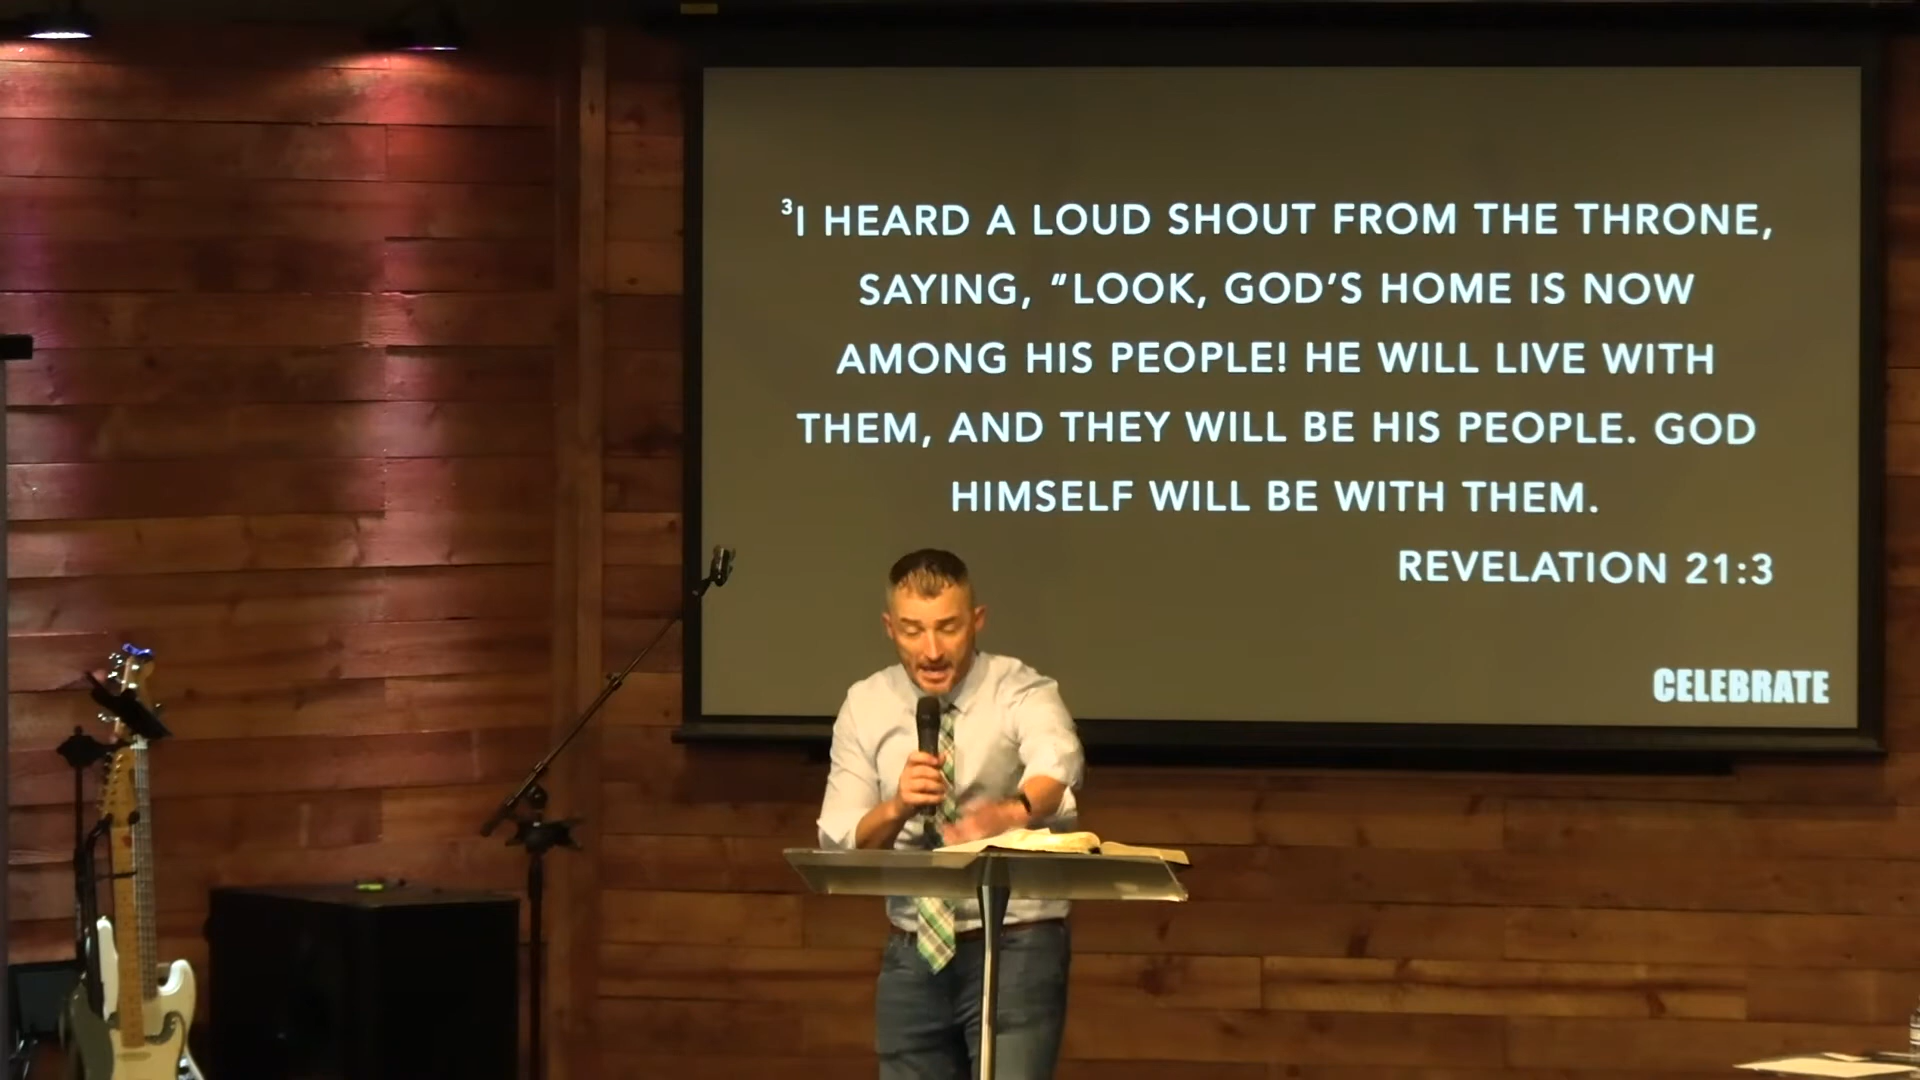 ³I HEARD A LOUD SHOUT FROM THE THRONE,
SAYING, “LOOK, GOD’S HOME IS NOW
AMONG HIS PEOPLE! HE WILL LIVE WITH
THEM, AND THEY WILL BE HIS PEOPLE. GOD
HIMSELF WILL BE WITH THEM.
REVELATION 21:3
CELEBRATE